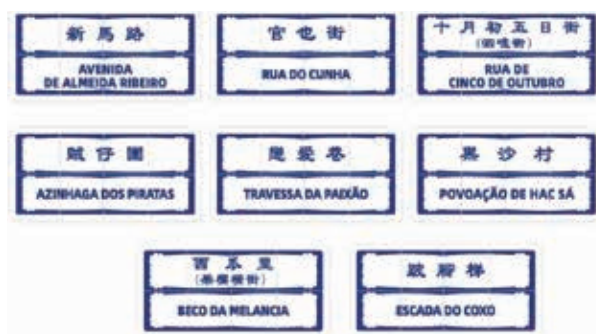 新馬路
AVENIDA
DE ALMEIDA RIBEIRO
官也街
RUA DO CUNHA
十月初五日街
RUA DE
CINCO DE OUTUBRO
賊仔圍
AZINHAGA DOS PIRATAS
戀愛巷
TRAVESSA DA PAIXÃO
黑沙村
POVOAÇÃO DE HAC SÁ
西瓜里
BECO DA MELANCIA
跛腳梯
ESCADA DO COXO